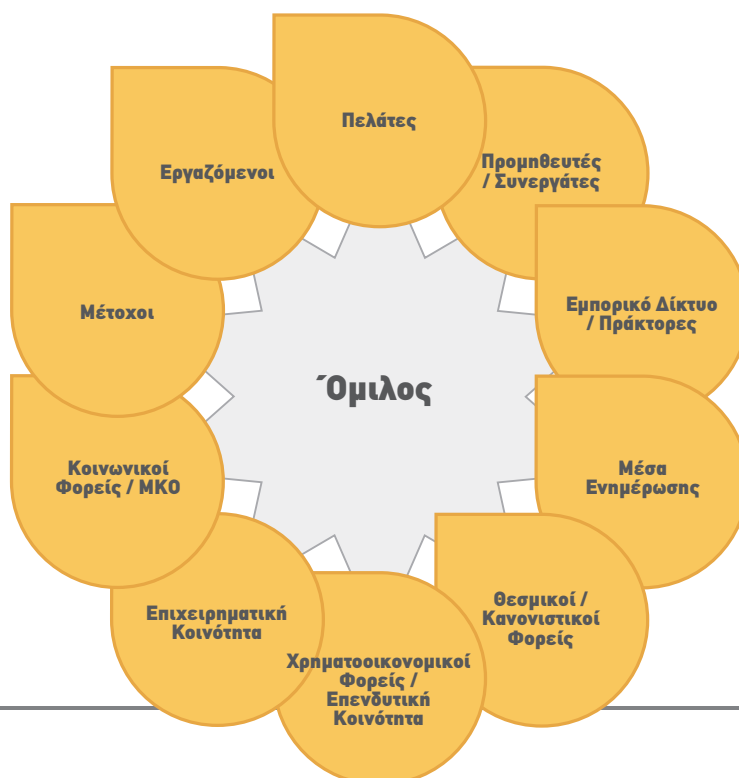 Πελάτες
Προμηθευτές
/ Συνεργάτες
Εμπορικό Δίκτυο
/ Πράκτορες
Μέσα
Ενημέρωσης
Θεσμικοί /
Κανονιστικοί
Φορείς
Χρηματοοικονομικοί
Φορείς /
Επενδυτική
Κοινότητα
Επιχειρηματική
Κοινότητα
Κοινωνικοί
Φορείς / ΜΚΟ
Μέτοχοι
Εργαζόμενοι
Όμιλος